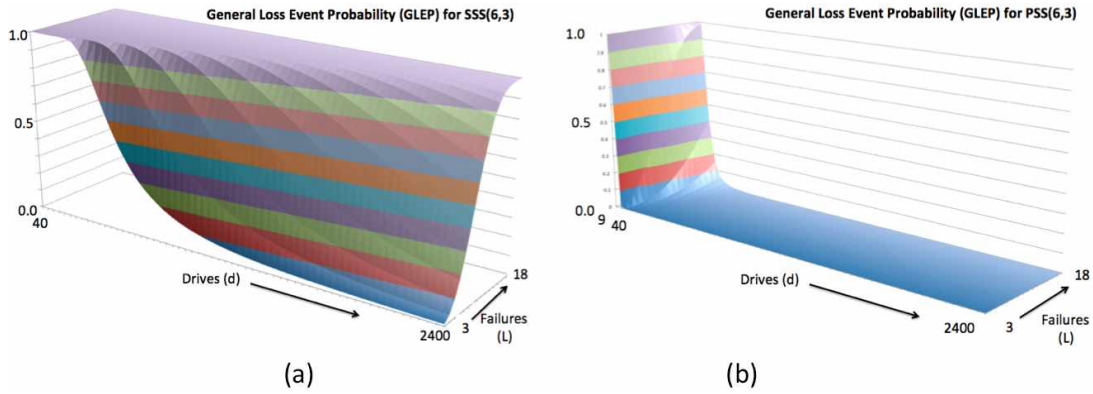 General Loss Event Probability (GLEP) for SSS(6,3)
1.0
0.5
0.0
40
Drives (d)
2400
3
Failures
(L)
18
(a)
General Loss Event Probability (GLEP) for PSS(6,3)
1.0
0.5
0.0
9
40
Drives (d)
2400
3
Failures
(L)
18
(b)